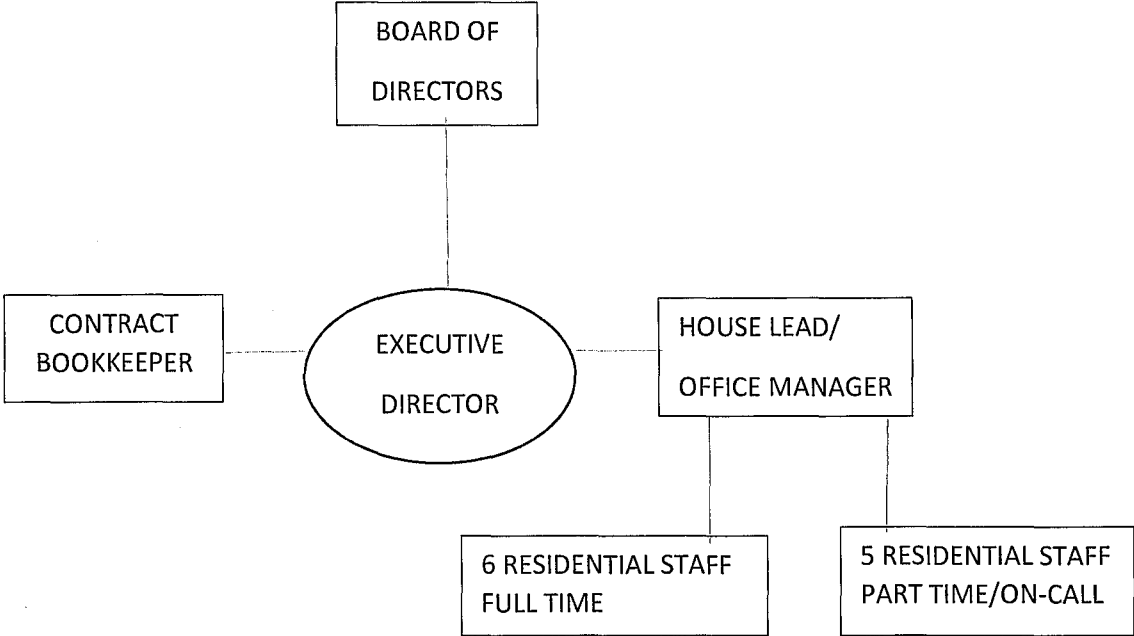 BOARD OF
DIRECTORS
CONTRACT
BOOKKEEPER
EXECUTIVE
DIRECTOR
HOUSE LEAD/
OFFICE MANAGER
6 RESIDENTIAL STAFF
FULL TIME
5 RESIDENTIAL STAFF
PART TIME/ON-CALL